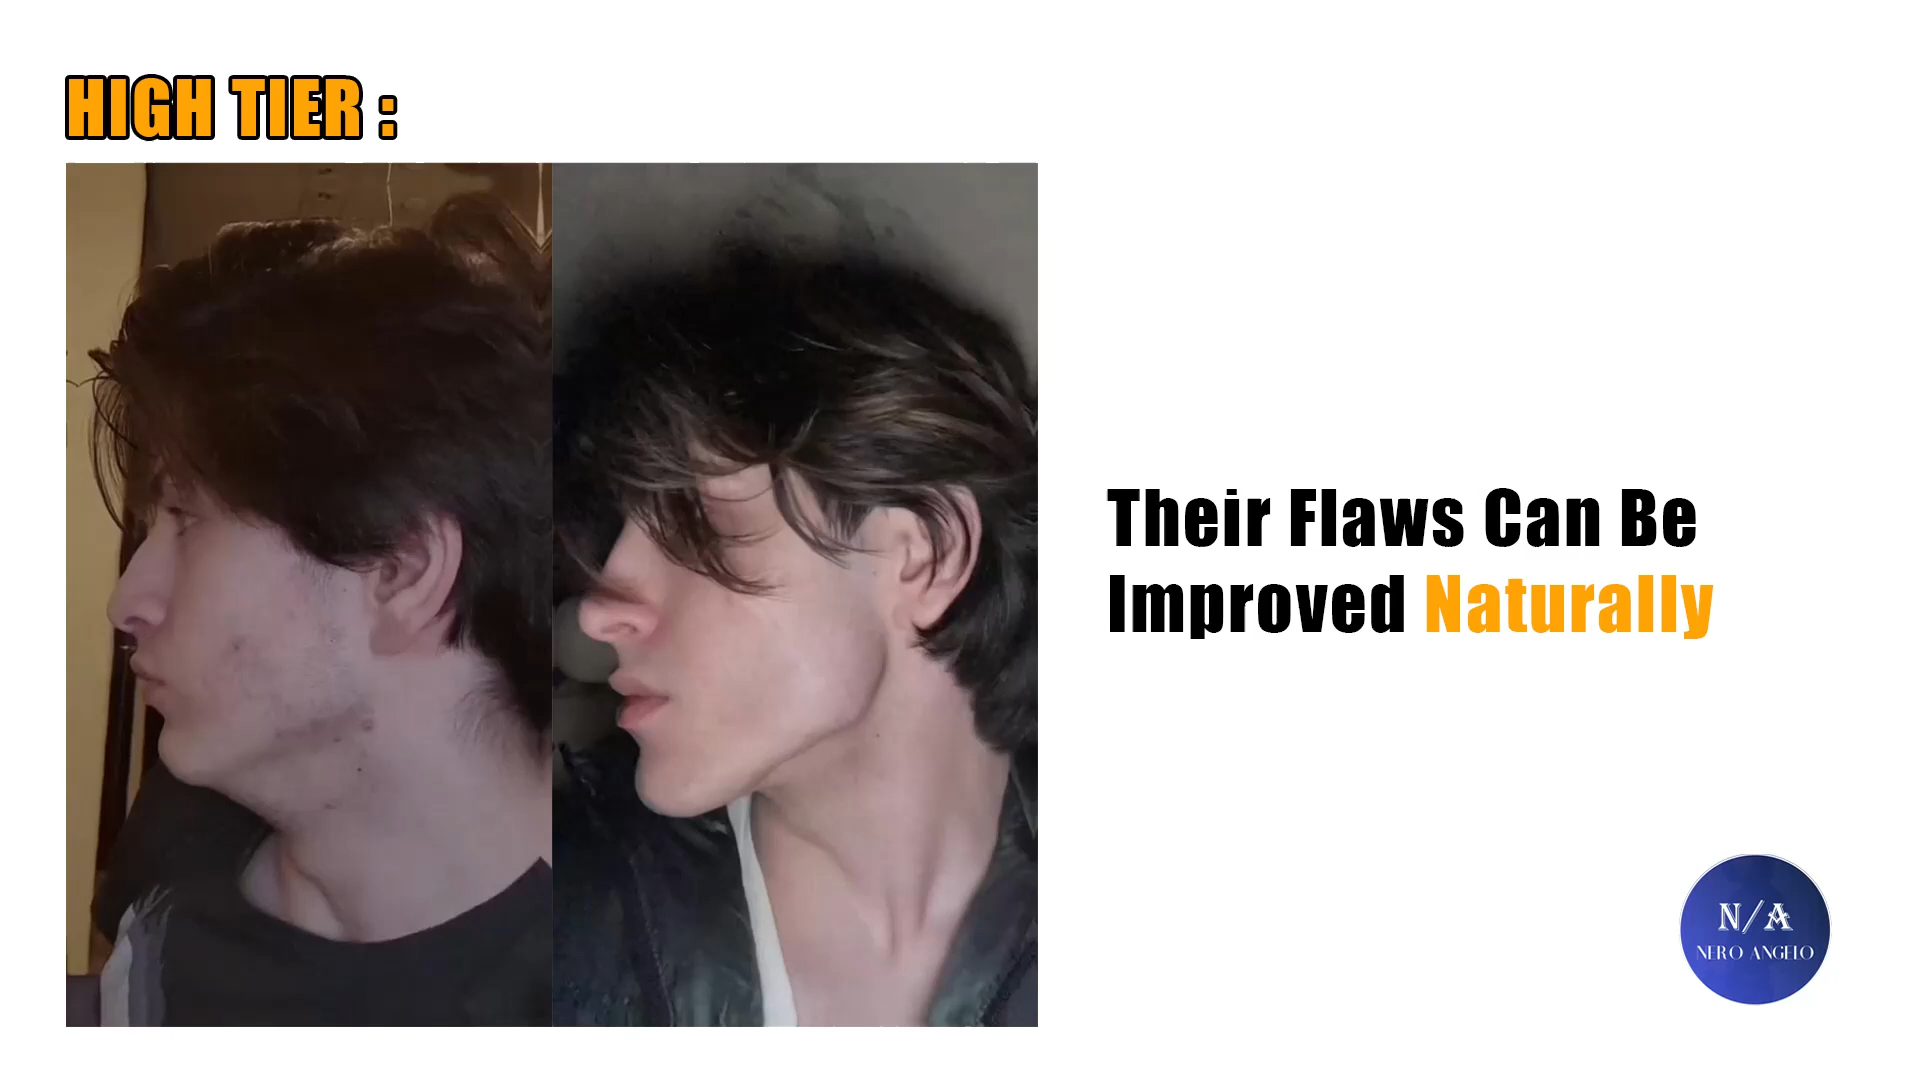 HIGH TIER :
Their Flaws Can Be
Improved Naturally
N/A
NERO ANGELO